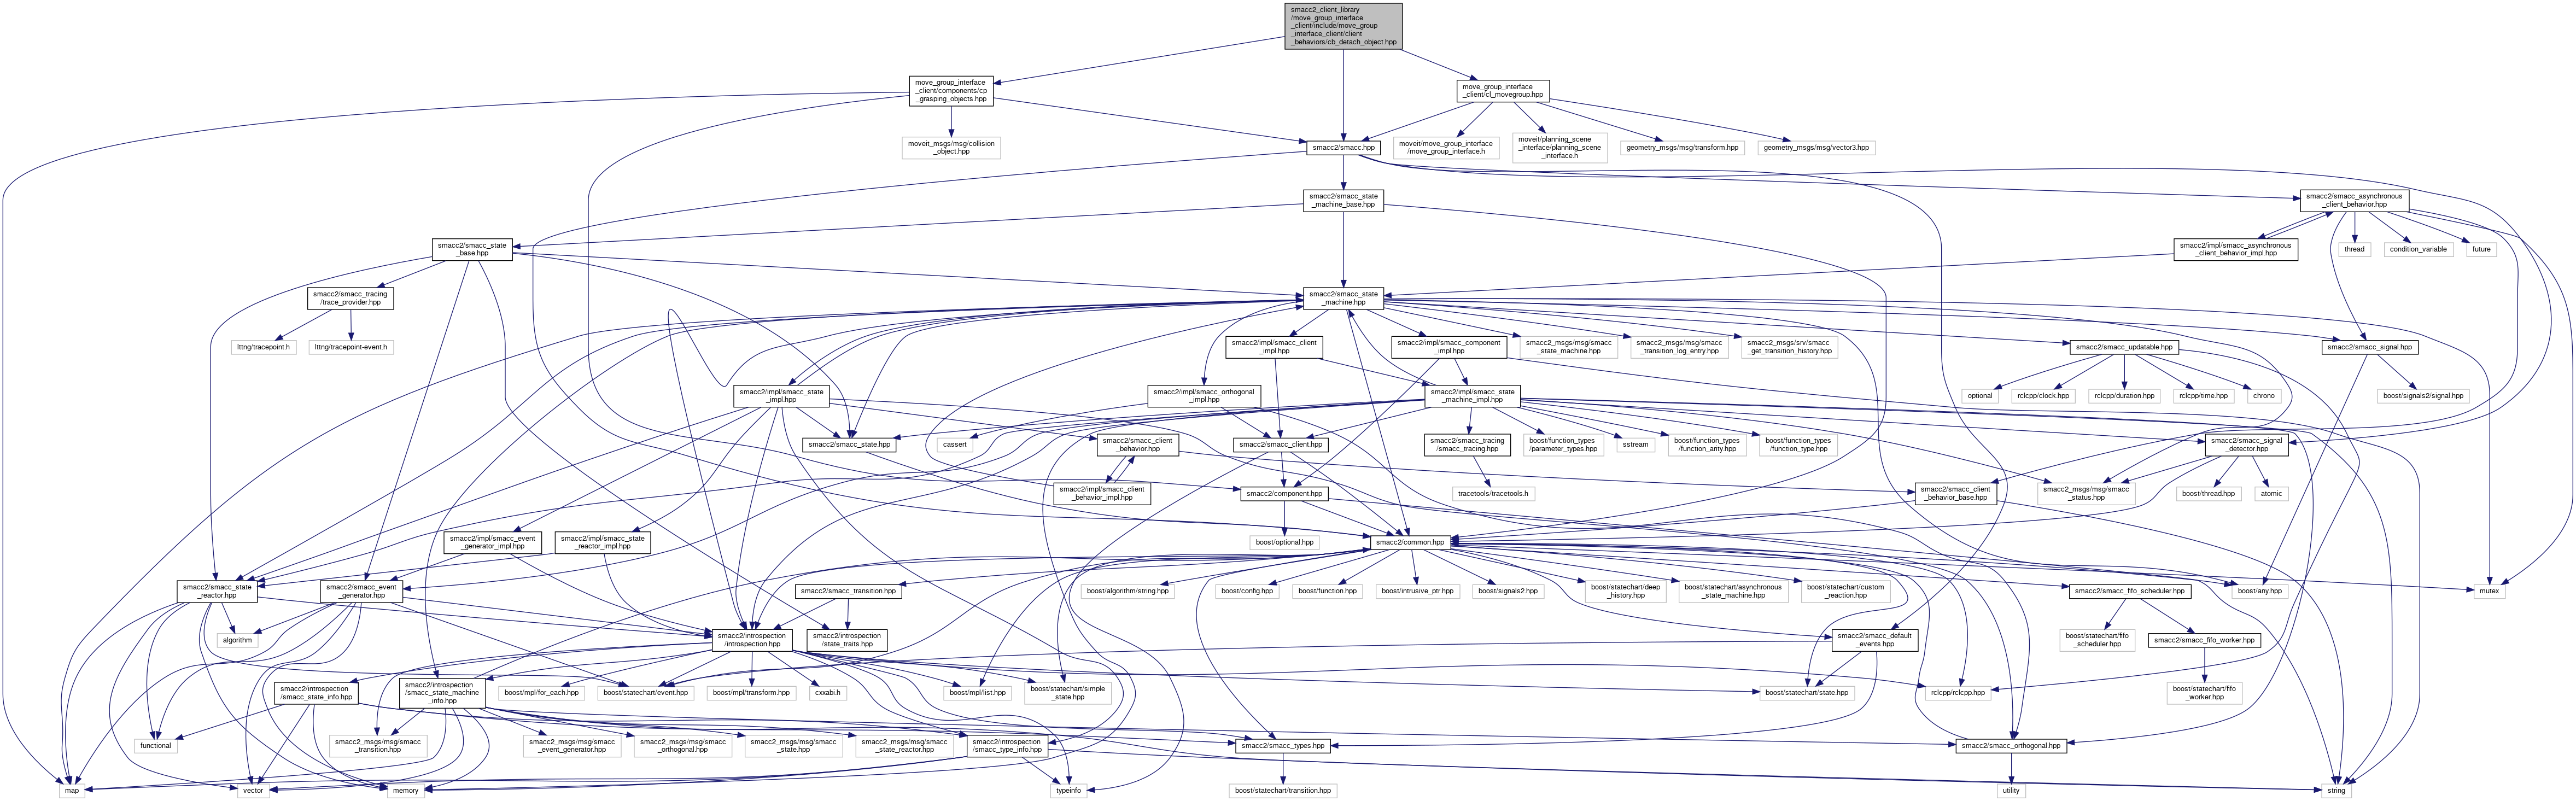 smacc2_client_library
/move_group_interface
_client/include/move_group
_interface_client/client
_behaviors/cb_detach_object.hpp
move_group_interface
_client/components/cp
_grasping_objects.hpp
move_group_interface
_client/cl_movegroup.hpp
moveit_msgs/msg/collision
_object.hpp
smacc2/smacc.hpp
moveit/move_group_interface
/move_group_interface.h
moveit/planning_scene
_interface/planning_scene
_interface.h
geometry_msgs/msg/transform.hpp
geometry_msgs/msg/vector3.hpp
smacc2/smacc_state
_machine_base.hpp
smacc2/smacc_asynchronous
_client_behavior.hpp
smacc2/smacc_state
_base.hpp
smacc2/impl/smacc_asynchronous
_client_behavior_impl.hpp
thread
condition_variable
future
smacc2/smacc_tracing
/trace_provider.hpp
smacc2/smacc_state
_machine.hpp
lttng/tracepoint.h
lttng/tracepoint-event.h
smacc2/impl/smacc_client
_impl.hpp
smacc2/impl/smacc_component
_impl.hpp
smacc2_msgs/msg/smacc
_state_machine.hpp
smacc2_msgs/msg/smacc
_transition_log_entry.hpp
smacc2_msgs/srv/smacc
_get_transition_history.hpp
smacc2/smacc_updatable.hpp
smacc2/smacc_signal.hpp
smacc2/impl/smacc_state
_impl.hpp
smacc2/impl/smacc_orthogonal
_impl.hpp
smacc2/impl/smacc_state
_machine_impl.hpp
optional
rclcpp/clock.hpp
rclcpp/duration.hpp
rclcpp/time.hpp
chrono
boost/signals2/signal.hpp
smacc2/smacc_state.hpp
cassert
smacc2/smacc_client
_behavior.hpp
smacc2/smacc_client.hpp
smacc2/smacc_tracing
/smacc_tracing.hpp
boost/function_types
/parameter_types.hpp
sstream
boost/function_types
/function_arity.hpp
boost/function_types
/function_type.hpp
smacc2/smacc_signal
_detector.hpp
smacc2/impl/smacc_client
_behavior_impl.hpp
smacc2/component.hpp
tracetools/tracetools.h
smacc2/smacc_client
_behavior_base.hpp
smacc2_msgs/msg/smacc
_status.hpp
boost/thread.hpp
atomic
smacc2/impl/smacc_event
_generator_impl.hpp
smacc2/impl/smacc_state
_reactor_impl.hpp
boost/optional.hpp
smacc2/common.hpp
smacc2/smacc_state
_reactor.hpp
smacc2/smacc_event
_generator.hpp
smacc2/smacc_transition.hpp
boost/algorithm/string.hpp
boost/config.hpp
boost/function.hpp
boost/intrusive_ptr.hpp
boost/signals2.hpp
boost/statechart/deep
_history.hpp
boost/statechart/asynchronous
_state_machine.hpp
boost/statechart/custom
_reaction.hpp
smacc2/smacc_fifo_scheduler.hpp
boost/any.hpp
mutex
algorithm
smacc2/introspection
/introspection.hpp
smacc2/introspection
/state_traits.hpp
smacc2/smacc_default
_events.hpp
boost/statechart/fifo
_scheduler.hpp
smacc2/smacc_fifo_worker.hpp
smacc2/introspection
/smacc_state_info.hpp
smacc2/introspection
/smacc_state_machine
_info.hpp
boost/mpl/for_each.hpp
boost/statechart/event.hpp
boost/mpl/transform.hpp
cxxabi.h
boost/mpl/list.hpp
boost/statechart/simple
_state.hpp
boost/statechart/state.hpp
rclcpp/rclcpp.hpp
boost/statechart/fifo
_worker.hpp
functional
smacc2_msgs/msg/smacc
_transition.hpp
smacc2_msgs/msg/smacc
_event_generator.hpp
smacc2_msgs/msg/smacc
_orthogonal.hpp
smacc2_msgs/msg/smacc
_state.hpp
smacc2_msgs/msg/smacc
_state_reactor.hpp
smacc2/introspection
/smacc_type_info.hpp
smacc2/smacc_types.hpp
smacc2/smacc_orthogonal.hpp
map
vector
memory
typeinfo
boost/statechart/transition.hpp
utility
string